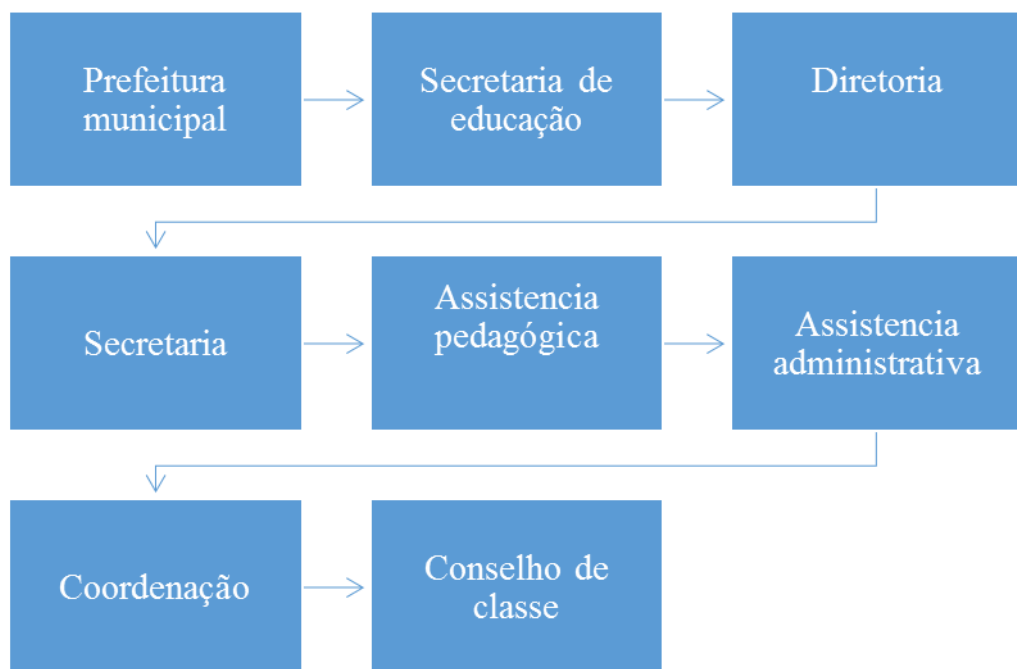 Prefeitura
municipal
Secretaria de
educação
Diretoria
Secretaria
Assistencia
pedagógica
Assistencia
administrativa
Coordenação
Conselho de
classe